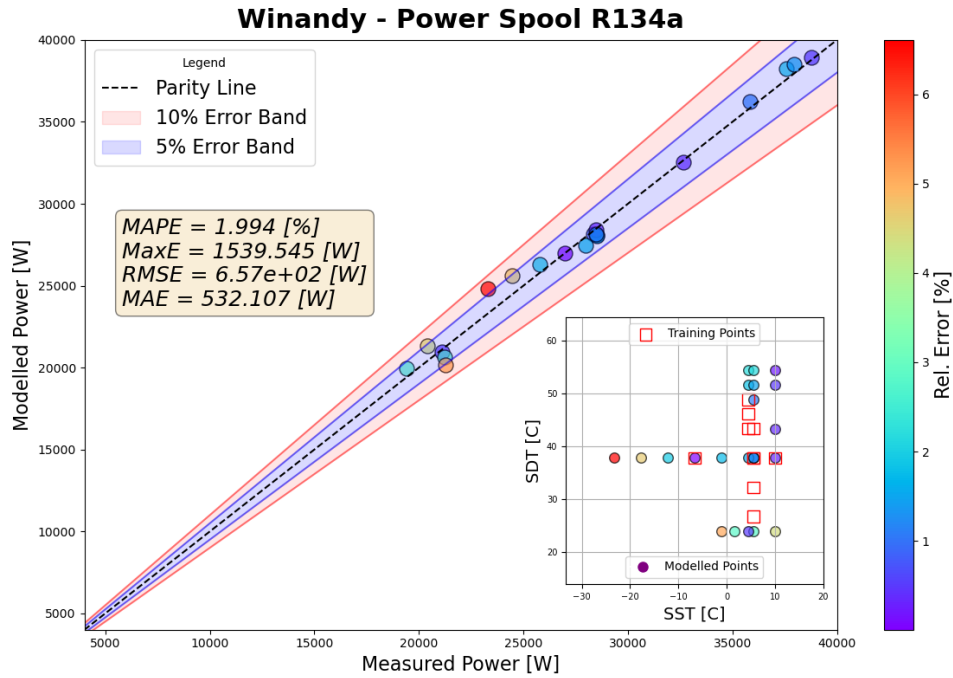 Winandy - Power Spool R134a
40000
35000
30000
25000
20000
15000
10000
5000
Modelled Power [W]
5000
10000
15000
20000
25000
30000
35000
40000
Measured Power [W]
Legend
Parity Line
10% Error Band
5% Error Band
MAPE = 1.994 [%]
MaxE = 1539.545 [W]
RMSE = 6.57e+02 [W]
MAE = 532.107 [W]
Training Points
60
50
40
30
20
SDT [C]
Modelled Points
−30
−20
−10
0
10
20
SST [C]
6
5
4
3
2
1
Rel. Error [%]